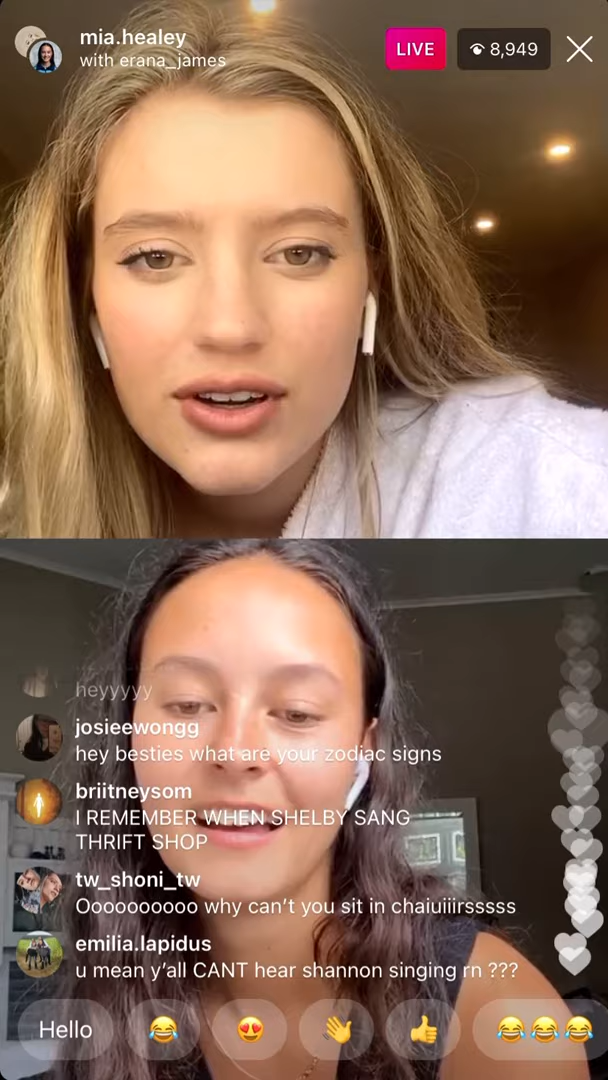 mia.healey
with erana_james
LIVE
8,949
heyyyyy
josieewongg
hey besties what are your zodiac signs
briitneysom
I REMEMBER WHEN SHELBY SANG
THRIFT SHOP
tw_shoni_tw
Oooooooooo why can't you sit in chaiuiiirsssss
emilia.lapidus
u mean y'all CANT hear shannon singing rn ???
Hello